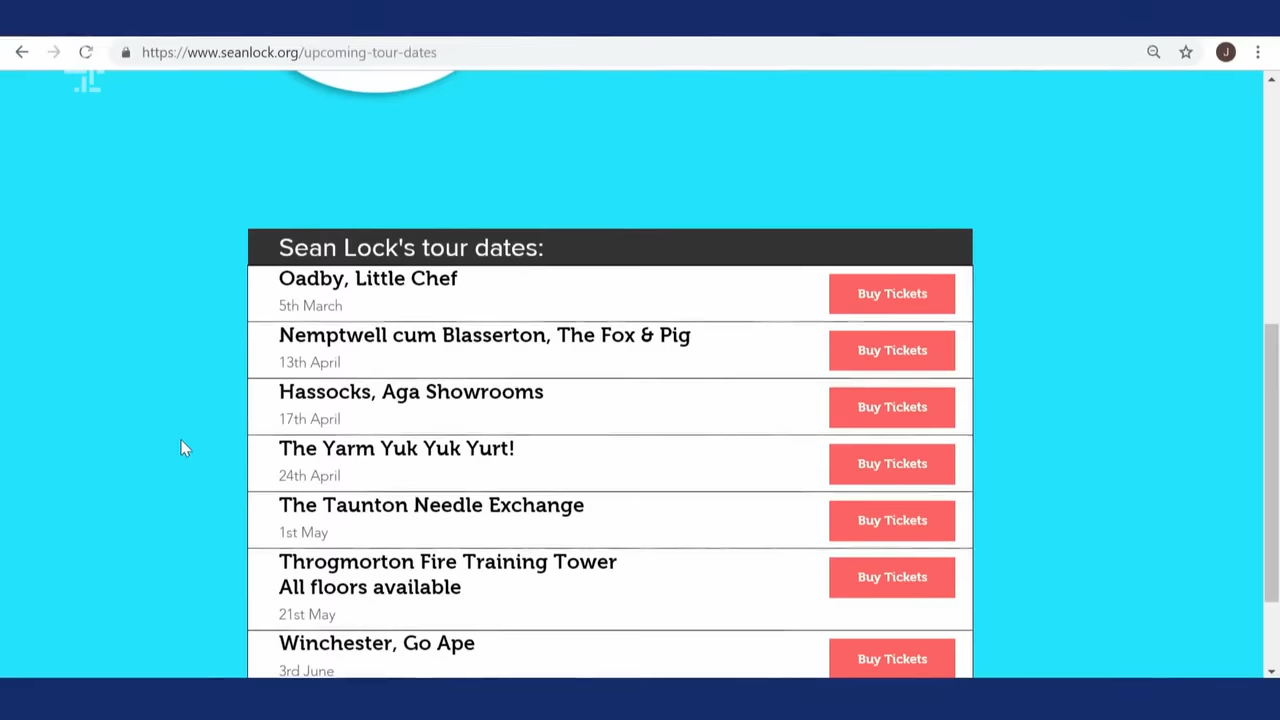 https://www.seanlock.org/upcoming-tour-dates
J
Sean Lock's tour dates:
Oadby, Little Chef
5th March
Buy Tickets
Nemptwell cum Blasserton, The Fox & Pig
13th April
Buy Tickets
Hassocks, Aga Showrooms
17th April
Buy Tickets
The Yarm Yuk Yuk Yurt!
24th April
Buy Tickets
The Taunton Needle Exchange
1st May
Buy Tickets
Throgmorton Fire Training Tower
All floors available
21st May
Buy Tickets
Winchester, Go Ape
3rd June
Buy Tickets